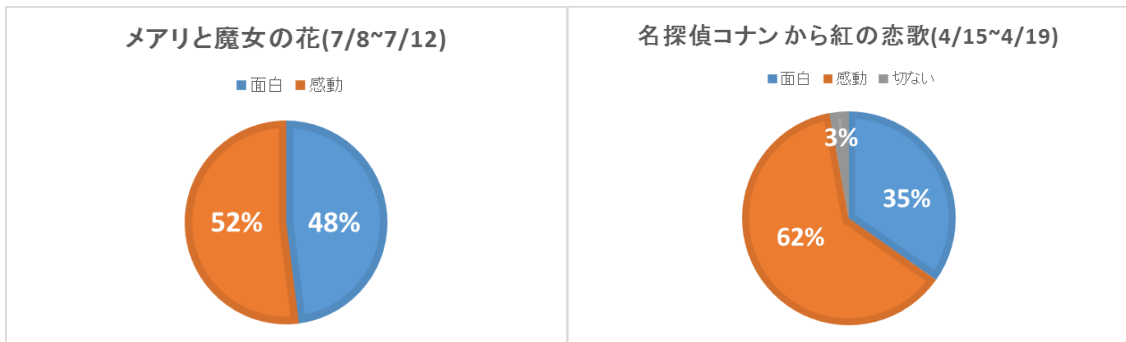 メアリと魔女の花(7/8~7/12)
面白 感動
52%
48%
名探偵コナン から紅の恋歌(4/15~4/19)
面白 感動 切ない
3%
35%
62%